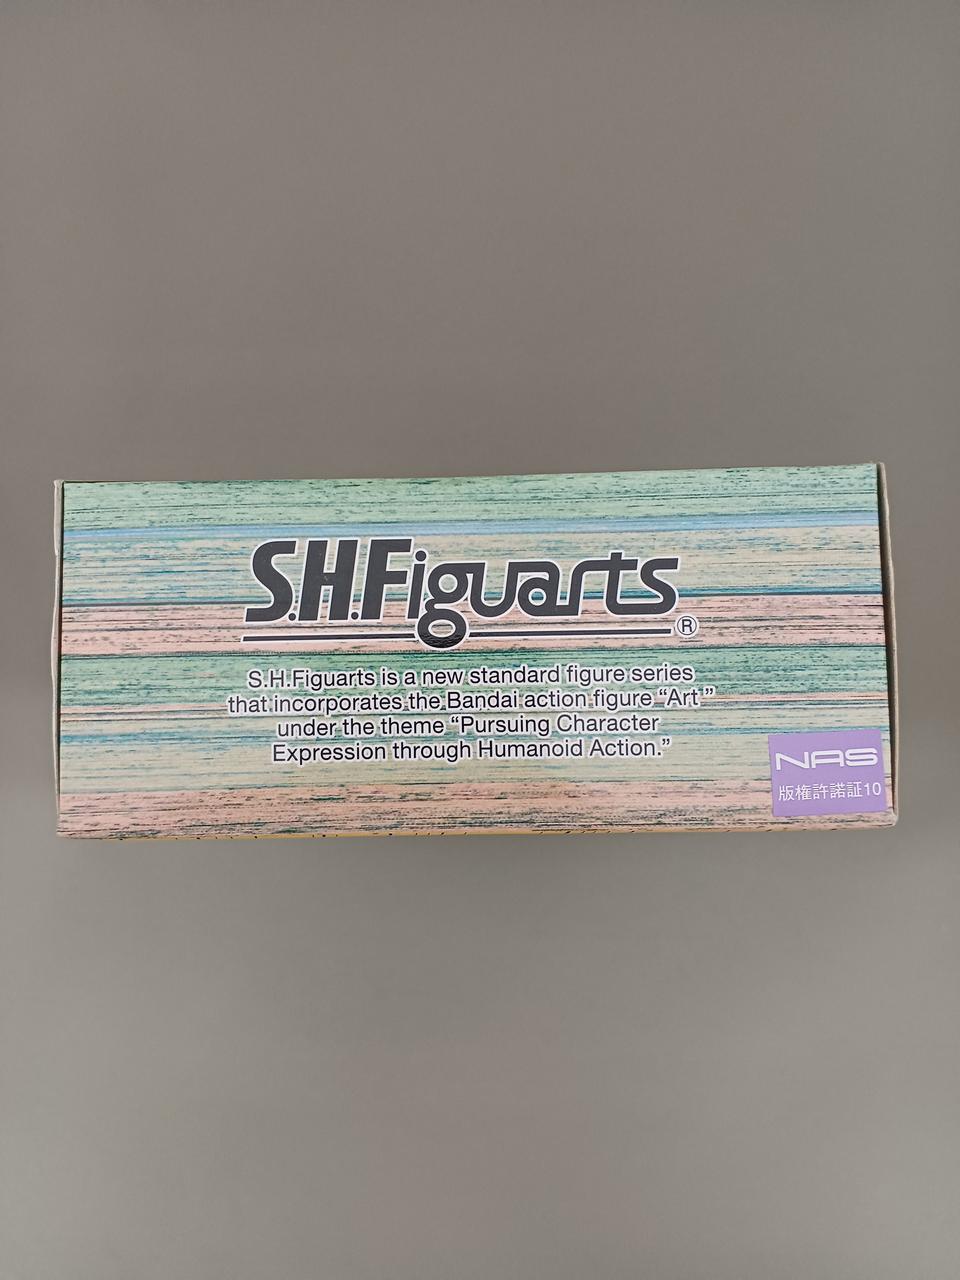 S.H.Figuarts
®
S.H.Figuarts is a new standard figure series
that incorporates the Bandai action figure “Art”
under the theme “Pursuing Character
Expression through Humanoid Action.”
NAS
版権許諾証10